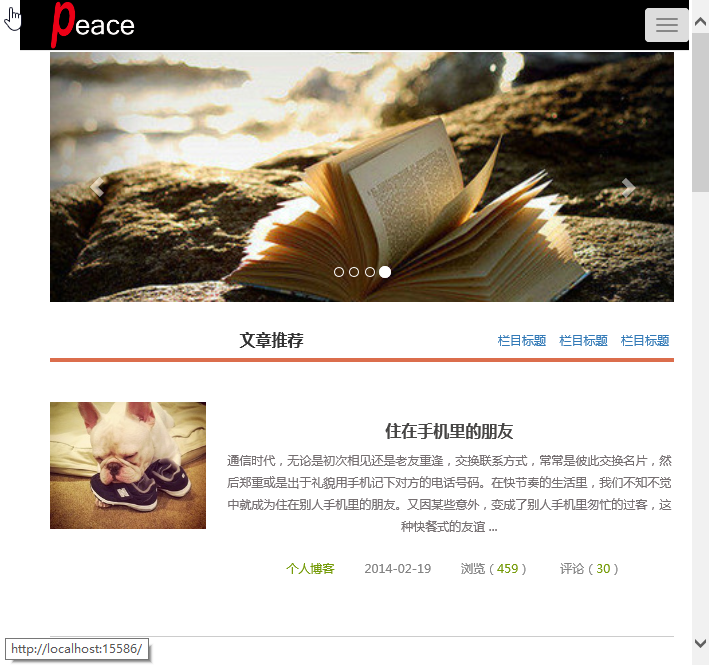 Peace
文章推荐 栏目标题 栏目标题 栏目标题
住在手机里的朋友
通信时代，无论是初次相见还是老友重逢，交换联系方式，常常是彼此交换名片，然
后郑重或是出于礼貌用手机记下对方的电话号码。在快节奏的生活里，我们不知不觉
中就成为住在别人手机里的朋友。又因某些意外，变成了别人手机里匆忙的过客，这
种快餐式的友谊 ...
个人博客 2014-02-19 浏览（459） 评论（30）
http://localhost:15586/